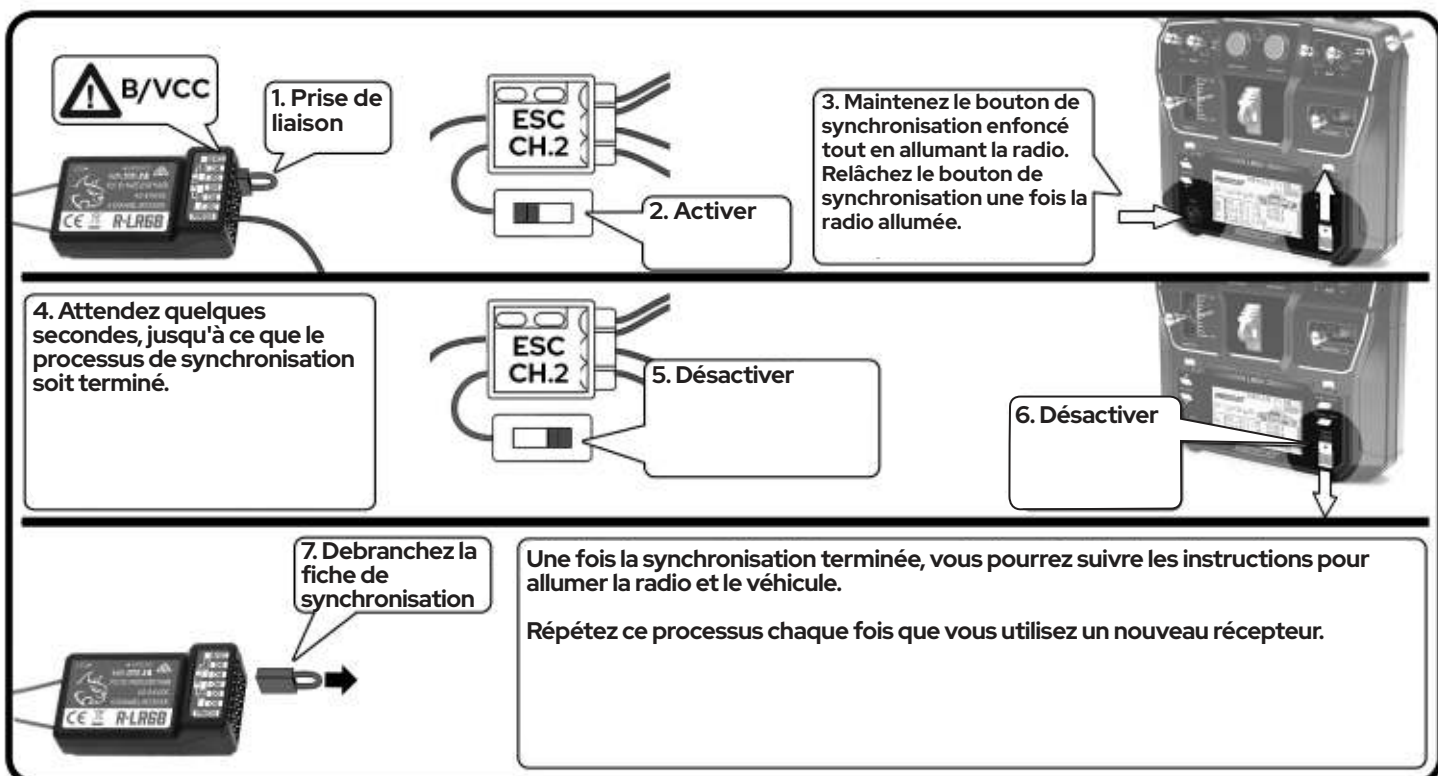 B/VCC
1. Prise de
liaison
CE R-LRGB
ESC
CH.2
2. Activer
3. Maintenez le bouton de
synchronisation enfoncé
tout en allumant la radio.
Relâchez le bouton de
synchronisation une fois la
radio allumée.
4. Attendez quelques
secondes, jusqu'à ce que le
processus de synchronisation
soit terminé.
ESC
CH.2
5. Désactiver
6. Désactiver
7. Debranchez la
fiche de
synchronisation
CE R-LRGB
Une fois la synchronisation terminée, vous pourrez suivre les instructions pour
allumer la radio et le véhicule.
Répétez ce processus chaque fois que vous utilisez un nouveau récepteur.